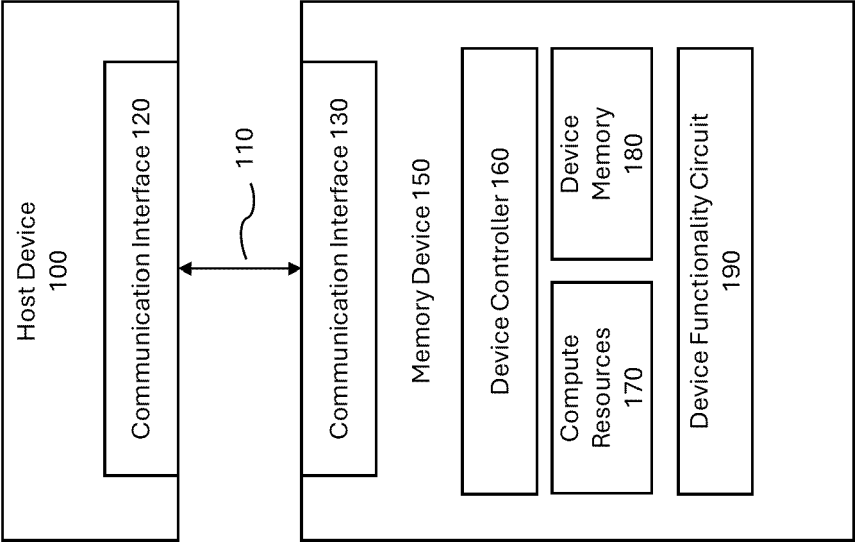 Host Device
100
Communication Interface 120
110
Communication Interface 130
Memory Device 150
Device Controller 160
Compute
Resources
170
Device
Memory
180
Device Functionality Circuit
190